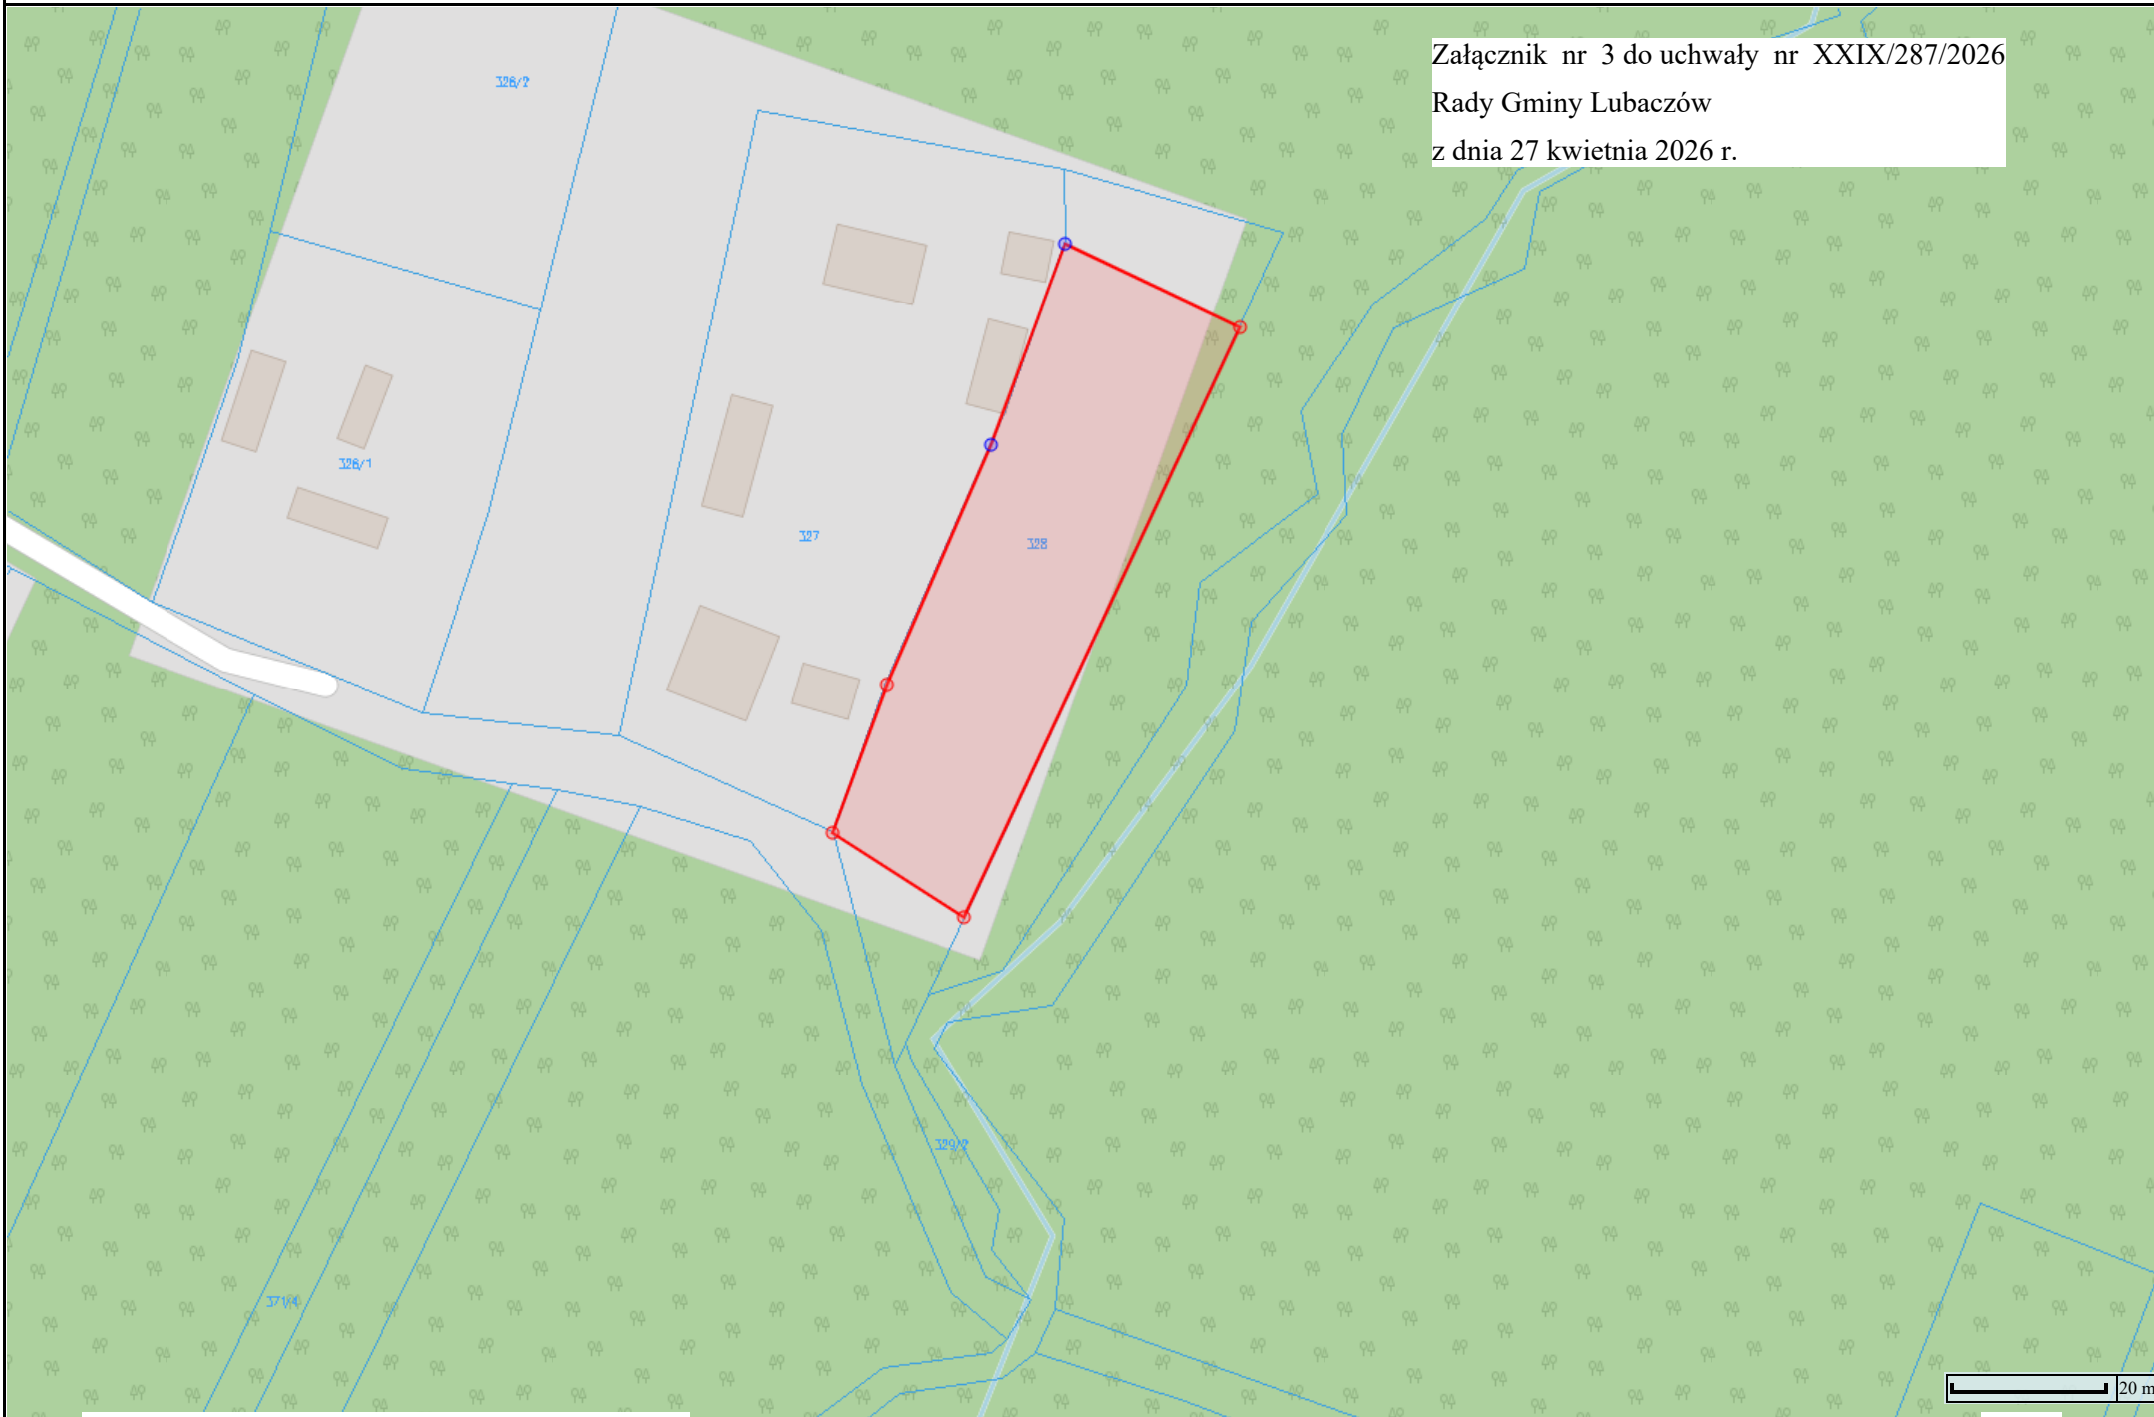 Załącznik nr 3 do uchwały nr XXIX/287/2026
Rady Gminy Lubaczów
z dnia 27 kwietnia 2026 r.
326/2
326/1
327
328
329/2
371/4
20 m